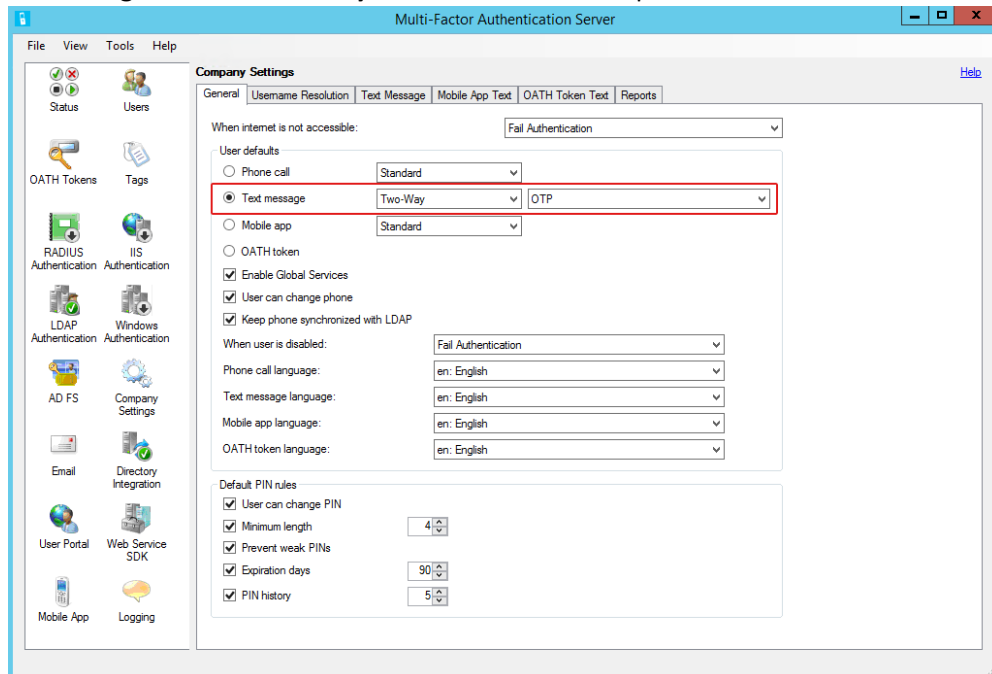 Multi-Factor Authentication Server
File View Tools Help
Company Settings
Help
Status
Users
OATH Tokens
Tags
RADIUS Authentication
IIS Authentication
LDAP Authentication
Windows Authentication
AD FS
Company Settings
Email
Directory Integration
User Portal
Web Service SDK
Mobile App
Logging
General Username Resolution Text Message Mobile App Text OATH Token Text Reports
When internet is not accessible: Fail Authentication
User defaults
Phone call Standard
Text message Two-Way OTP
Mobile app Standard
OATH token
Enable Global Services
User can change phone
Keep phone synchronized with LDAP
When user is disabled: Fail Authentication
Phone call language: en: English
Text message language: en: English
Mobile app language: en: English
OATH token language: en: English
Default PIN rules
User can change PIN
Minimum length 4
Prevent weak PINs
Expiration days 90
PIN history 5